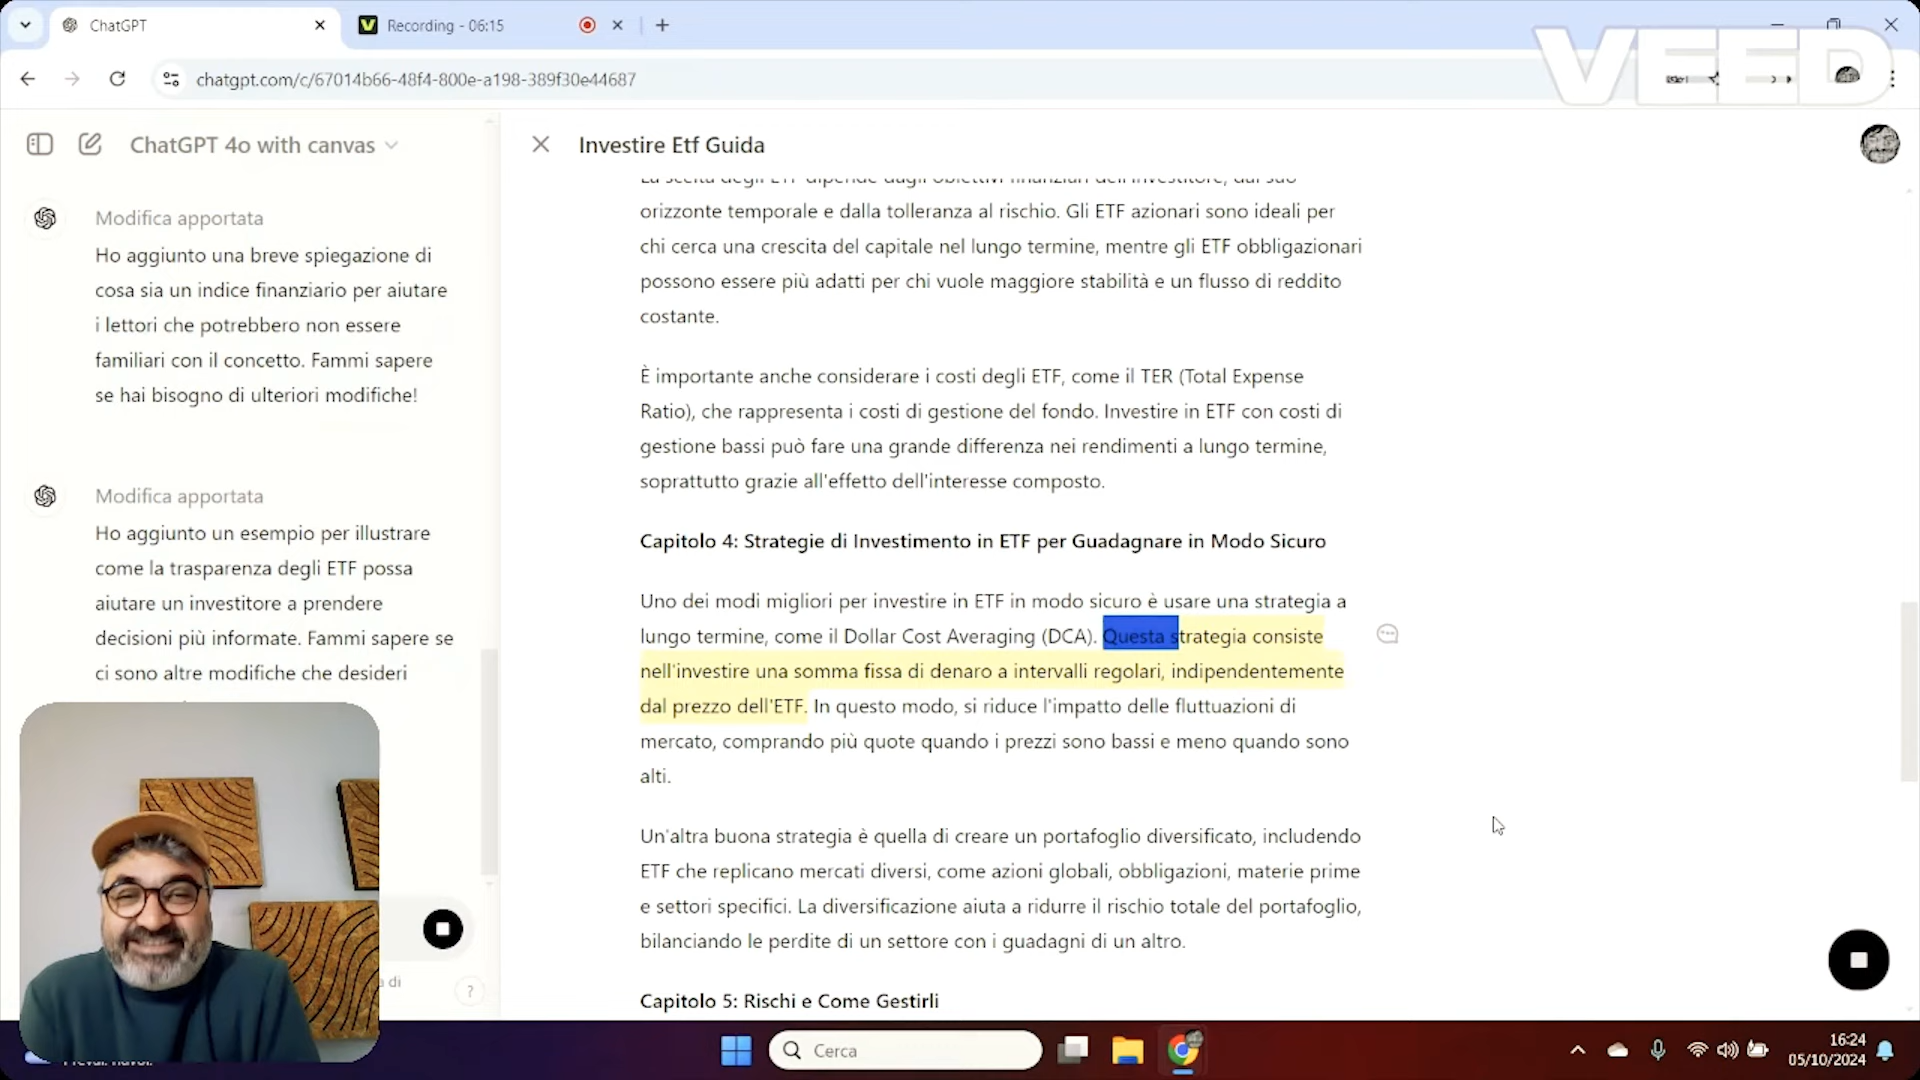 ChatGPT
Recording - 06:15
VEED
chatgpt.com/c/67014b66-48f4-800e-a198-389f30e44687
ChatGPT 4o with canvas
Investire Etf Guida
Modifica apportata
Ho aggiunto una breve spiegazione di
cosa sia un indice finanziario per aiutare
i lettori che potrebbero non essere
familiari con il concetto. Fammi sapere
se hai bisogno di ulteriori modifiche!
Modifica apportata
Ho aggiunto un esempio per illustrare
come la trasparenza degli ETF possa
aiutare un investitore a prendere
decisioni più informate. Fammi sapere se
ci sono altre modifiche che desideri
a di
?
La scelta degli ETF dipende dagli obiettivi finanziari dell'investitore, dal suo
orizzonte temporale e dalla tolleranza al rischio. Gli ETF azionari sono ideali per
chi cerca una crescita del capitale nel lungo termine, mentre gli ETF obbligazionari
possono essere più adatti per chi vuole maggiore stabilità e un flusso di reddito
costante.
È importante anche considerare i costi degli ETF, come il TER (Total Expense
Ratio), che rappresenta i costi di gestione del fondo. Investire in ETF con costi di
gestione bassi può fare una grande differenza nei rendimenti a lungo termine,
soprattutto grazie all'effetto dell'interesse composto.
Capitolo 4: Strategie di Investimento in ETF per Guadagnare in Modo Sicuro
Uno dei modi migliori per investire in ETF in modo sicuro è usare una strategia a
lungo termine, come il Dollar Cost Averaging (DCA). Questa strategia consiste
nell'investire una somma fissa di denaro a intervalli regolari, indipendentemente
dal prezzo dell'ETF. In questo modo, si riduce l'impatto delle fluttuazioni di
mercato, comprando più quote quando i prezzi sono bassi e meno quando sono
alti.
Un'altra buona strategia è quella di creare un portafoglio diversificato, includendo
ETF che replicano mercati diversi, come azioni globali, obbligazioni, materie prime
e settori specifici. La diversificazione aiuta a ridurre il rischio totale del portafoglio,
bilanciando le perdite di un settore con i guadagni di un altro.
Capitolo 5: Rischi e Come Gestirli
Cerca
16:24
05/10/2024